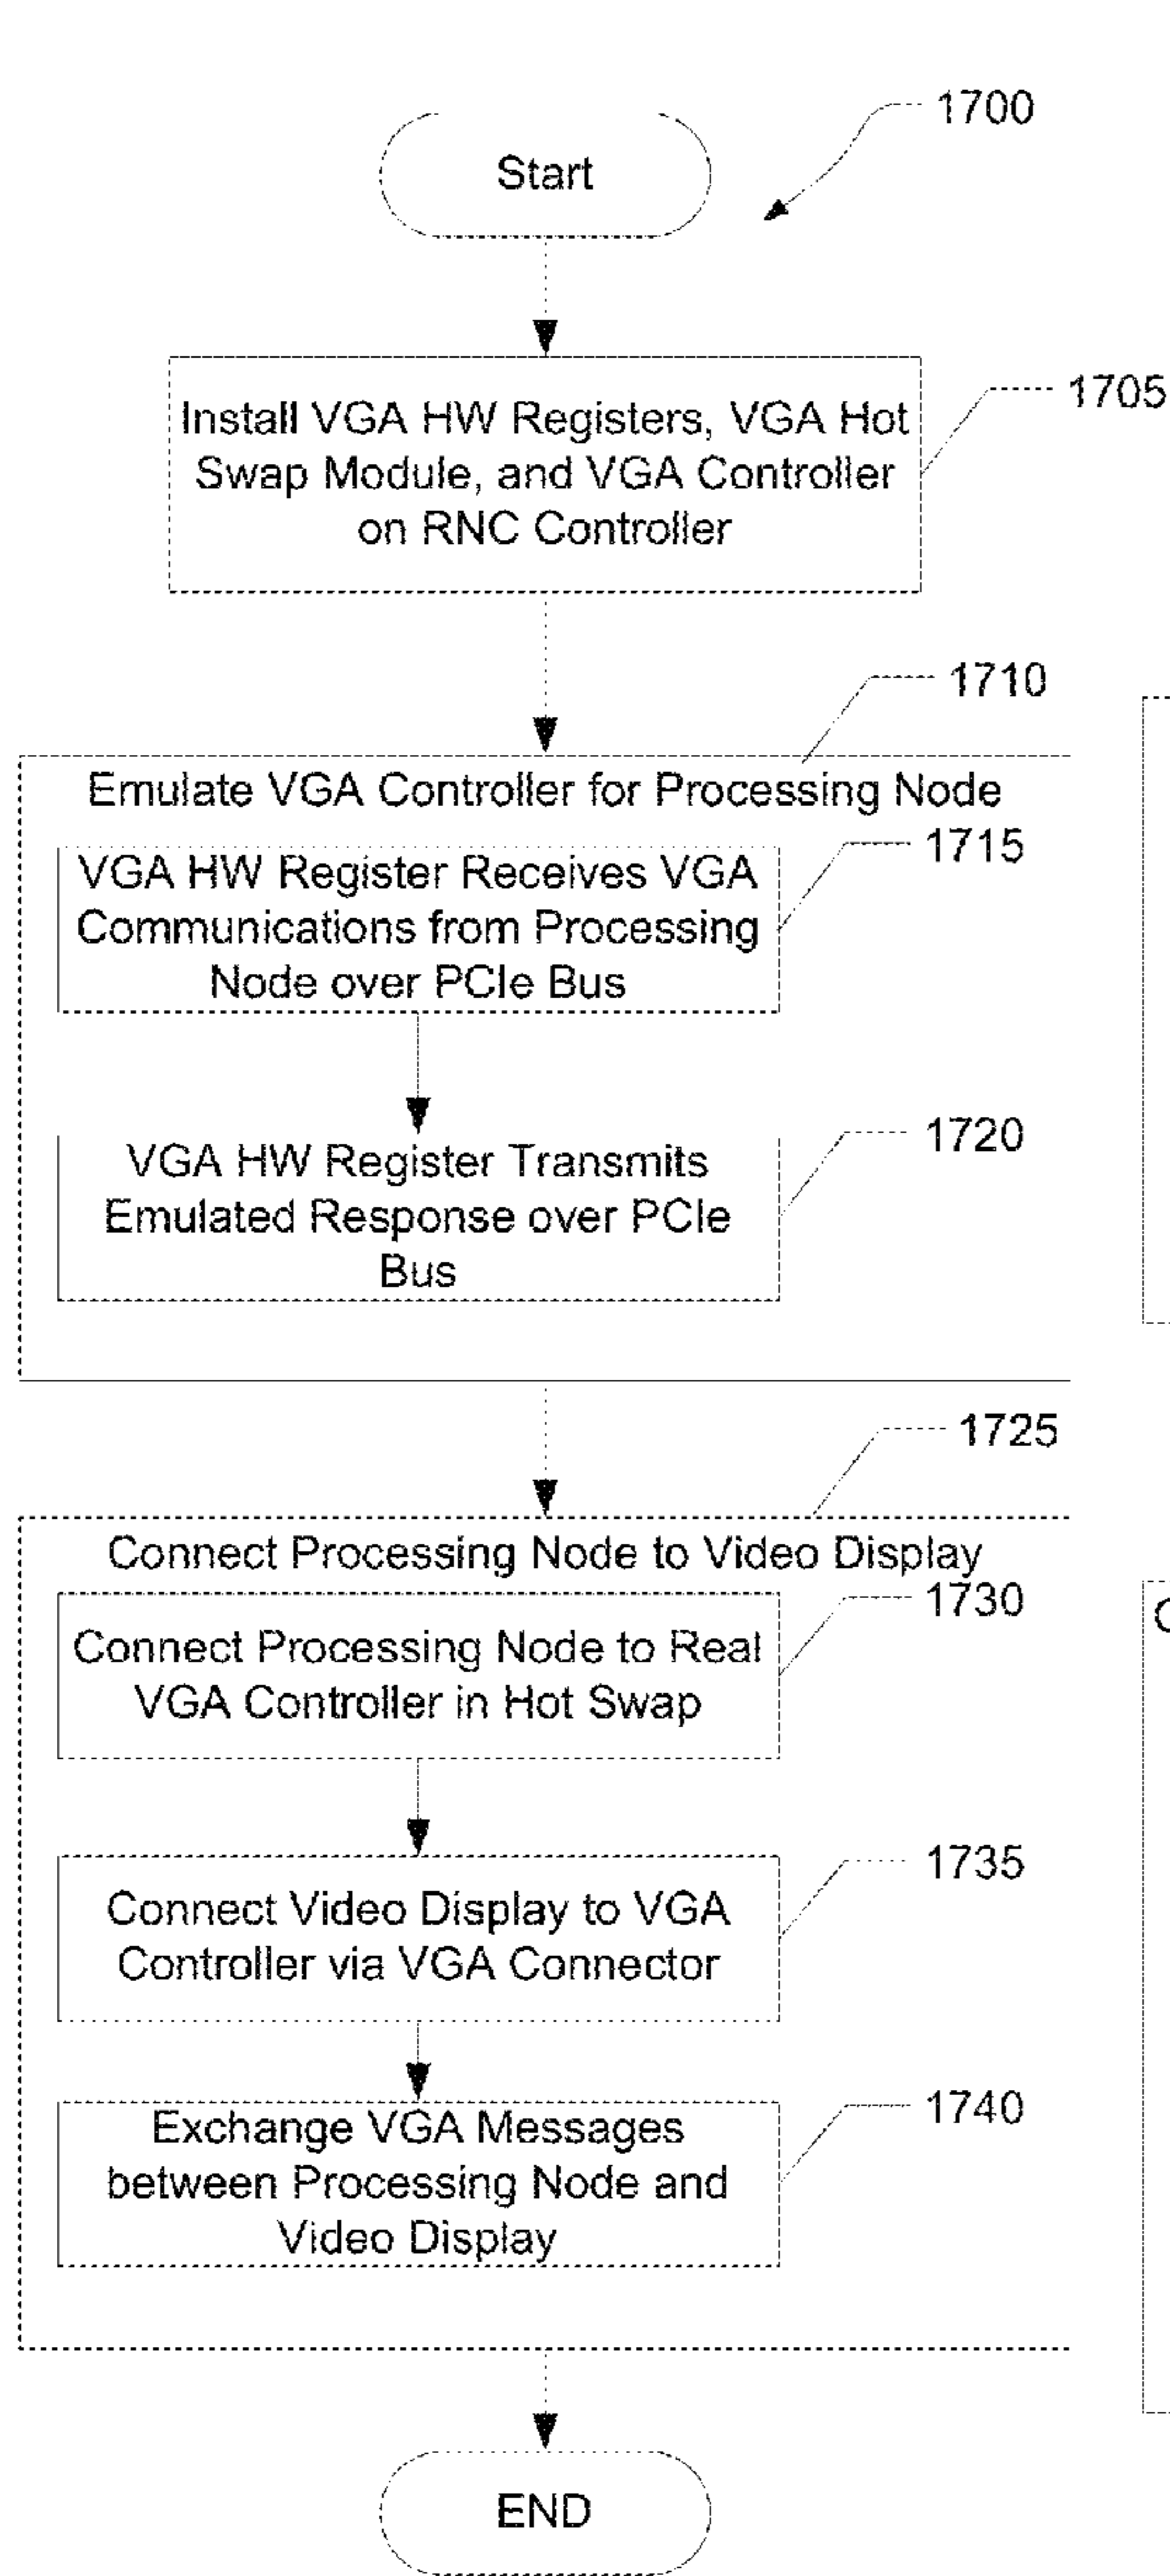 1700
Start
1705
Install VGA HW Registers, VGA Hot
Swap Module, and VGA Controller
on RNC Controller
1710
Emulate VGA Controller for Processing Node
1715
VGA HW Register Receives VGA
Communications from Processing
Node over PCIe Bus
1720
VGA HW Register Transmits
Emulated Response over PCIe
Bus
1725
Connect Processing Node to Video Display
1730
Connect Processing Node to Real
VGA Controller in Hot Swap
1735
Connect Video Display to VGA
Controller via VGA Connector
1740
Exchange VGA Messages
between Processing Node and
Video Display
END